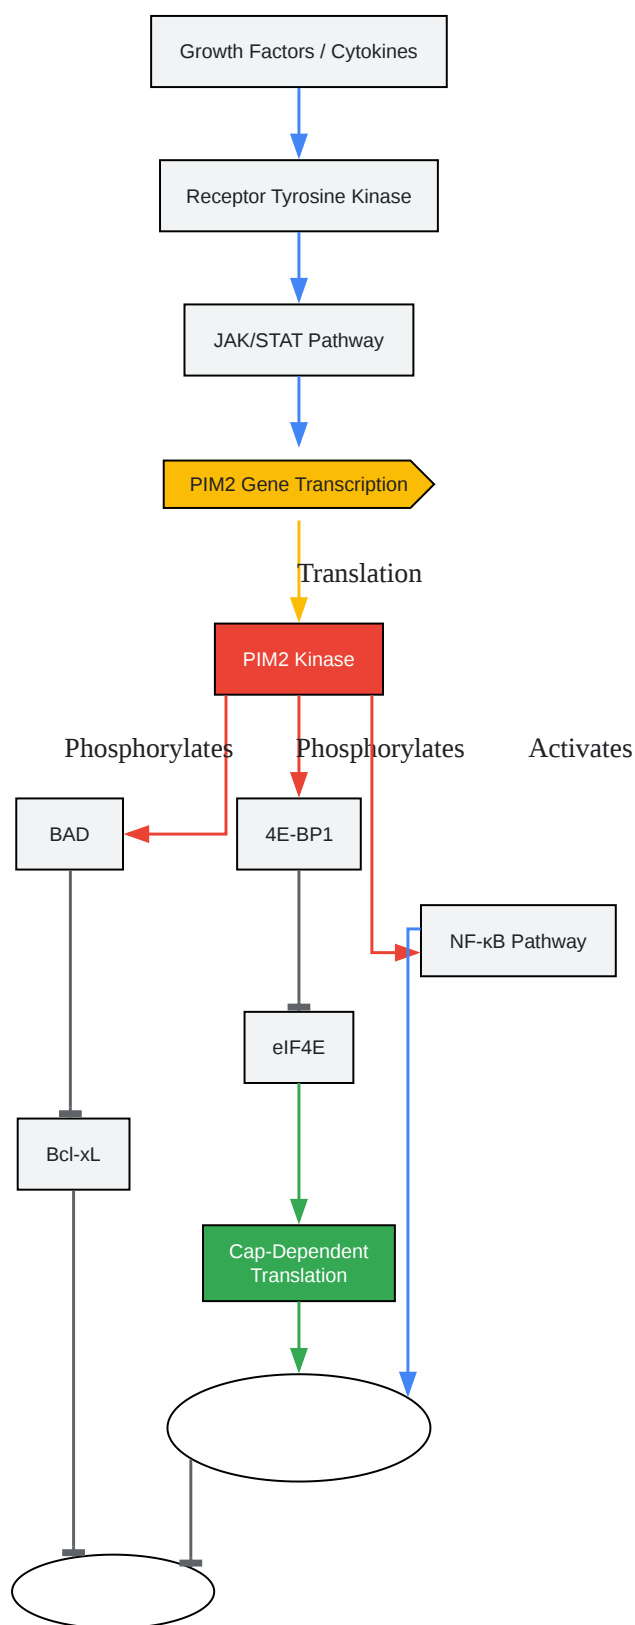 Growth Factors / Cytokines
Receptor Tyrosine Kinase
JAK/STAT Pathway
PIM2 Gene Transcription
Translation
PIM2 Kinase
Phosphorylates
Phosphorylates
Activates
BAD
4E-BP1
NF-κB Pathway
eIF4E
Bcl-xL
Cap-Dependent
Translation